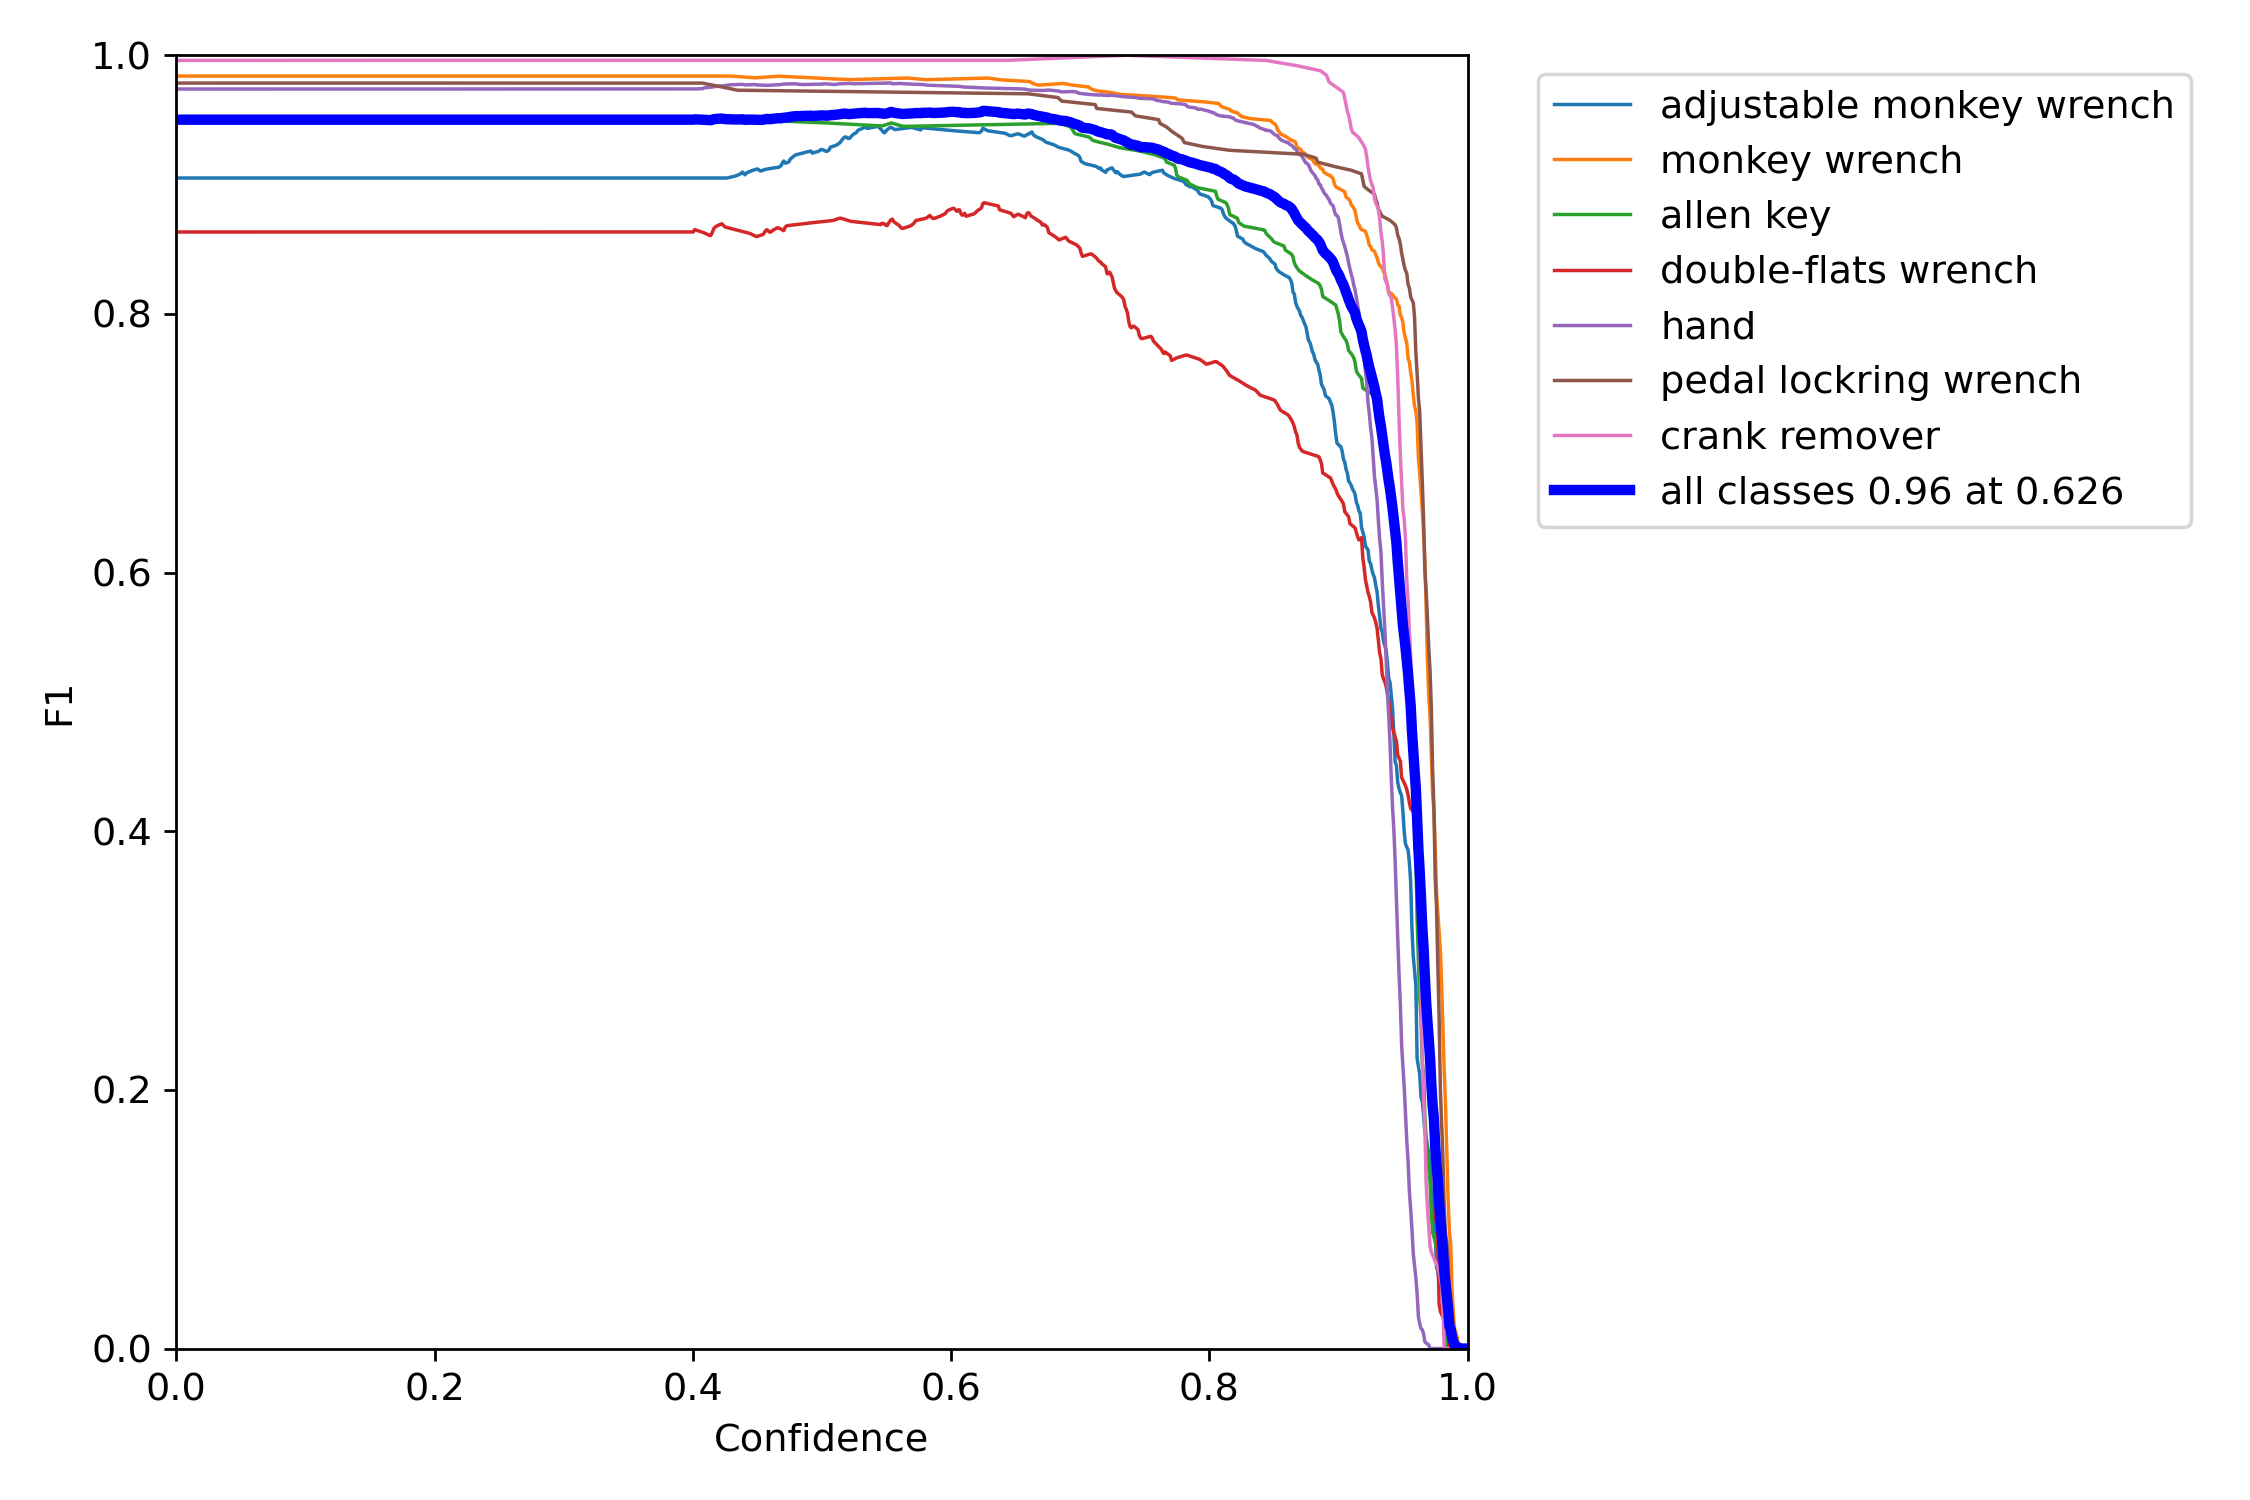 1.0
0.8
0.6
0.4
0.2
0.0
F1
0.0 0.2 0.4 0.6 0.8 1.0
Confidence
adjustable monkey wrench
monkey wrench
allen key
double-flats wrench
hand
pedal lockring wrench
crank remover
all classes 0.96 at 0.626